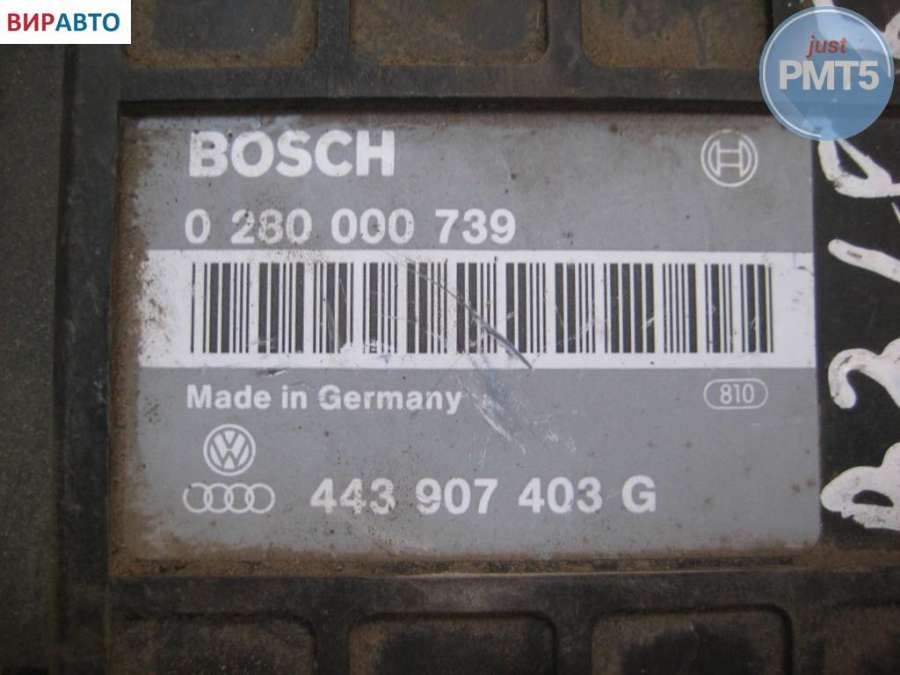 ВИРАВТО
just
PMT5
BOSCH
0 280 000 739
Made in Germany
810
443 907 403 G